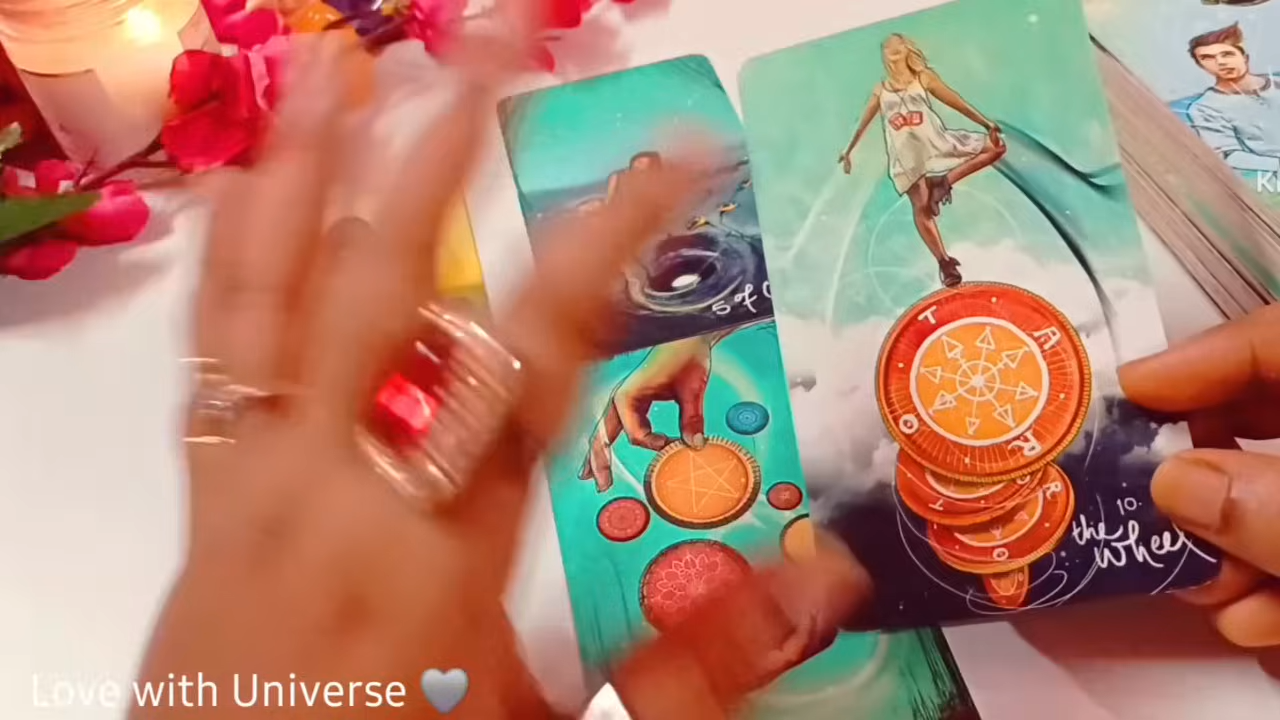 5 of
T A R O
10.
the
Wheel
Love with Universe 🩶